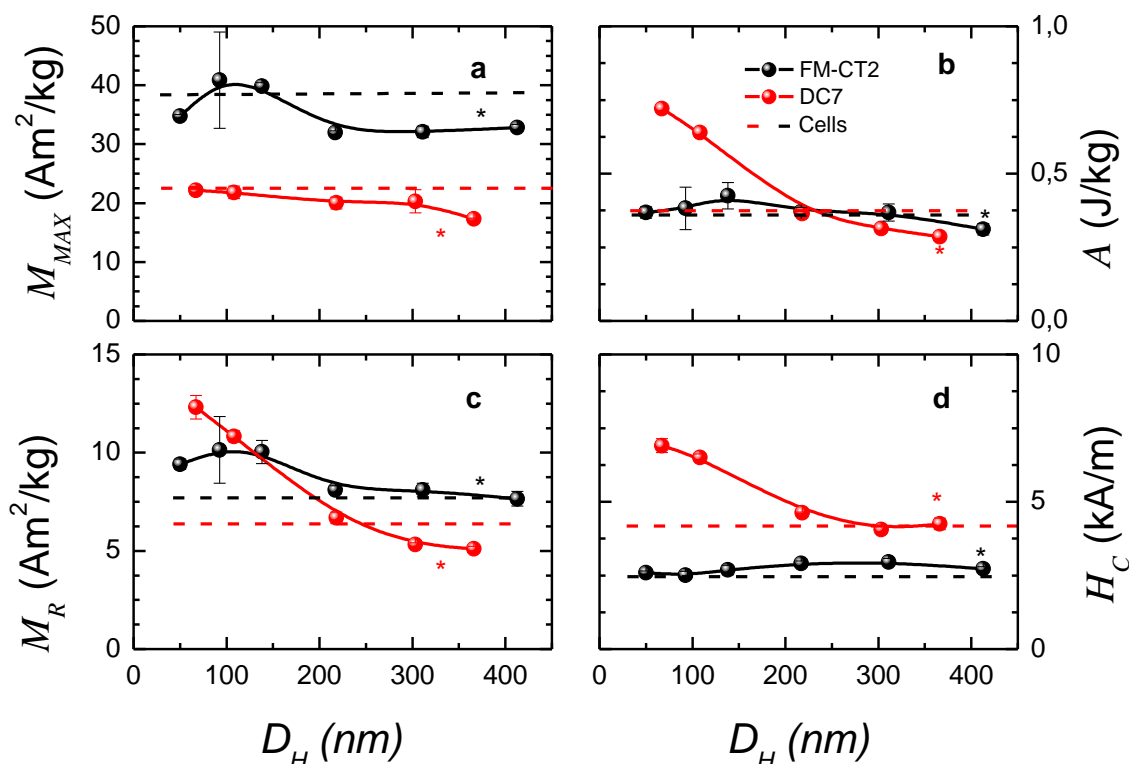 50
40
30
20
10
0
M_MAX (Am²/kg)
a
*
*
b
FM-CT2
DC7
Cells
*
*
1,0
0,5
0,0
A (J/kg)
15
10
5
0
M_R (Am²/kg)
c
*
*
0 100 200 300 400
D_H (nm)
d
*
*
10
5
0
H_C (kA/m)
0 100 200 300 400
D_H (nm)